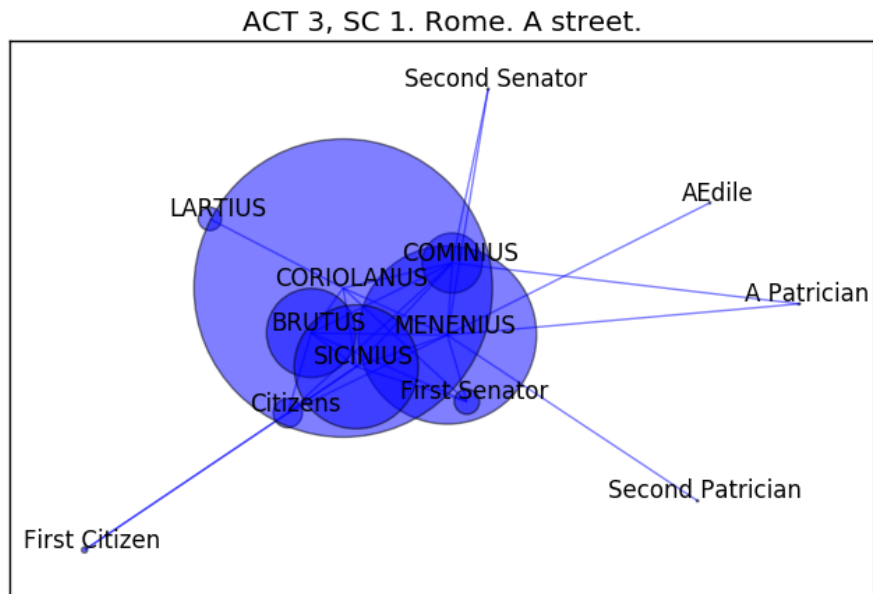 ACT 3, SC 1. Rome. A street.
Second Senator
AEdile
LARTIUS
COMINIUS
CORIOLANUS
A Patrician
BRUTUS
MENENIUS
SICINIUS
First Senator
Citizens
Second Patrician
First Citizen